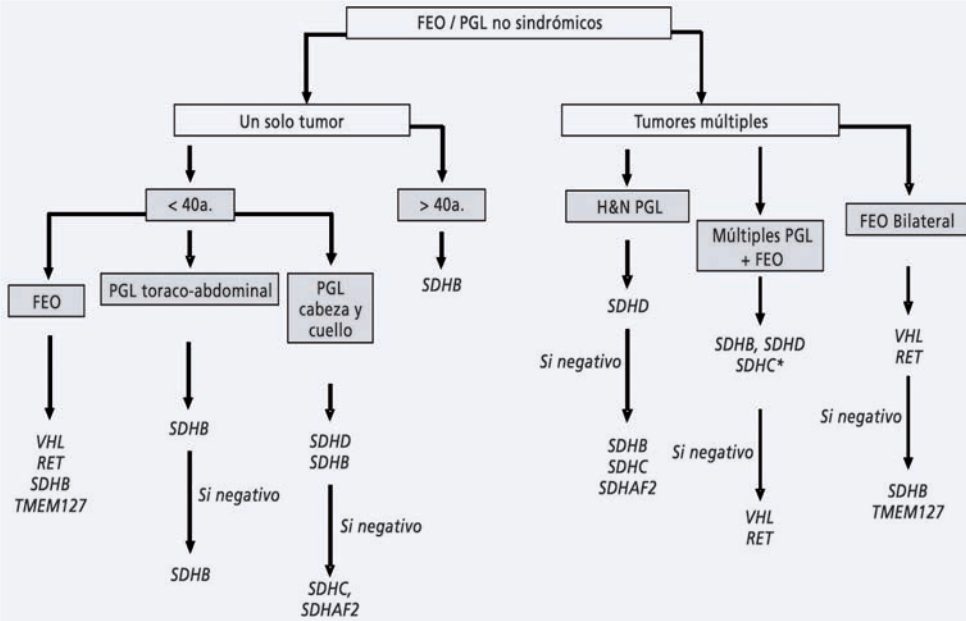 FEO / PGL no sindrómicos
Un solo tumor
Tumores múltiples
< 40a.
> 40a.
H&N PGL
Múltiples PGL
+ FEO
FEO Bilateral
FEO
PGL toraco-abdominal
PGL
cabeza y
cuello
SDHB
SDHD
SDHB, SDHD
SDHC*
VHL
RET
VHL
RET
SDHB
TMEM127
SDHB
SDHD
SDHB
Si negativo
Si negativo
Si negativo
Si negativo
Si negativo
SDHB
SDHC
SDHAF2
SDHB
SDHC,
SDHAF2
VHL
RET
SDHB
TMEM127